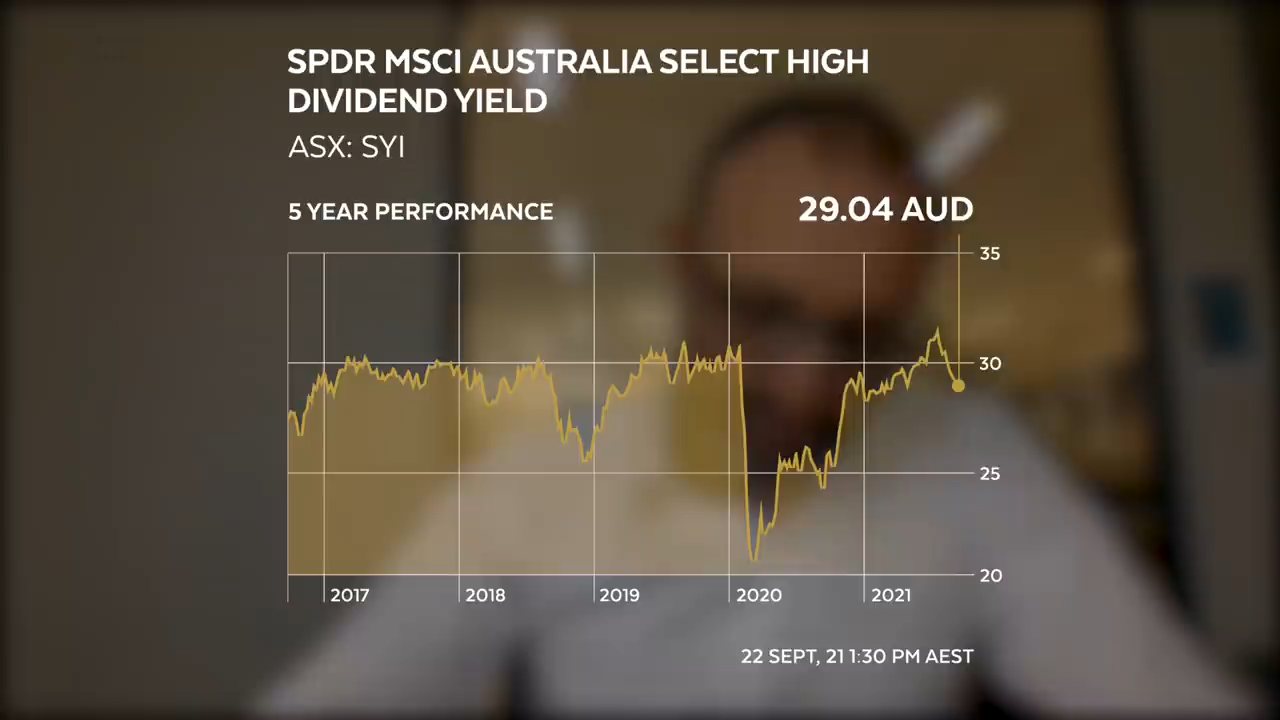 SPDR MSCI AUSTRALIA SELECT HIGH
DIVIDEND YIELD
ASX: SYI
5 YEAR PERFORMANCE
29.04 AUD
35
30
25
20
2017
2018
2019
2020
2021
22 SEPT, 21 1:30 PM AEST